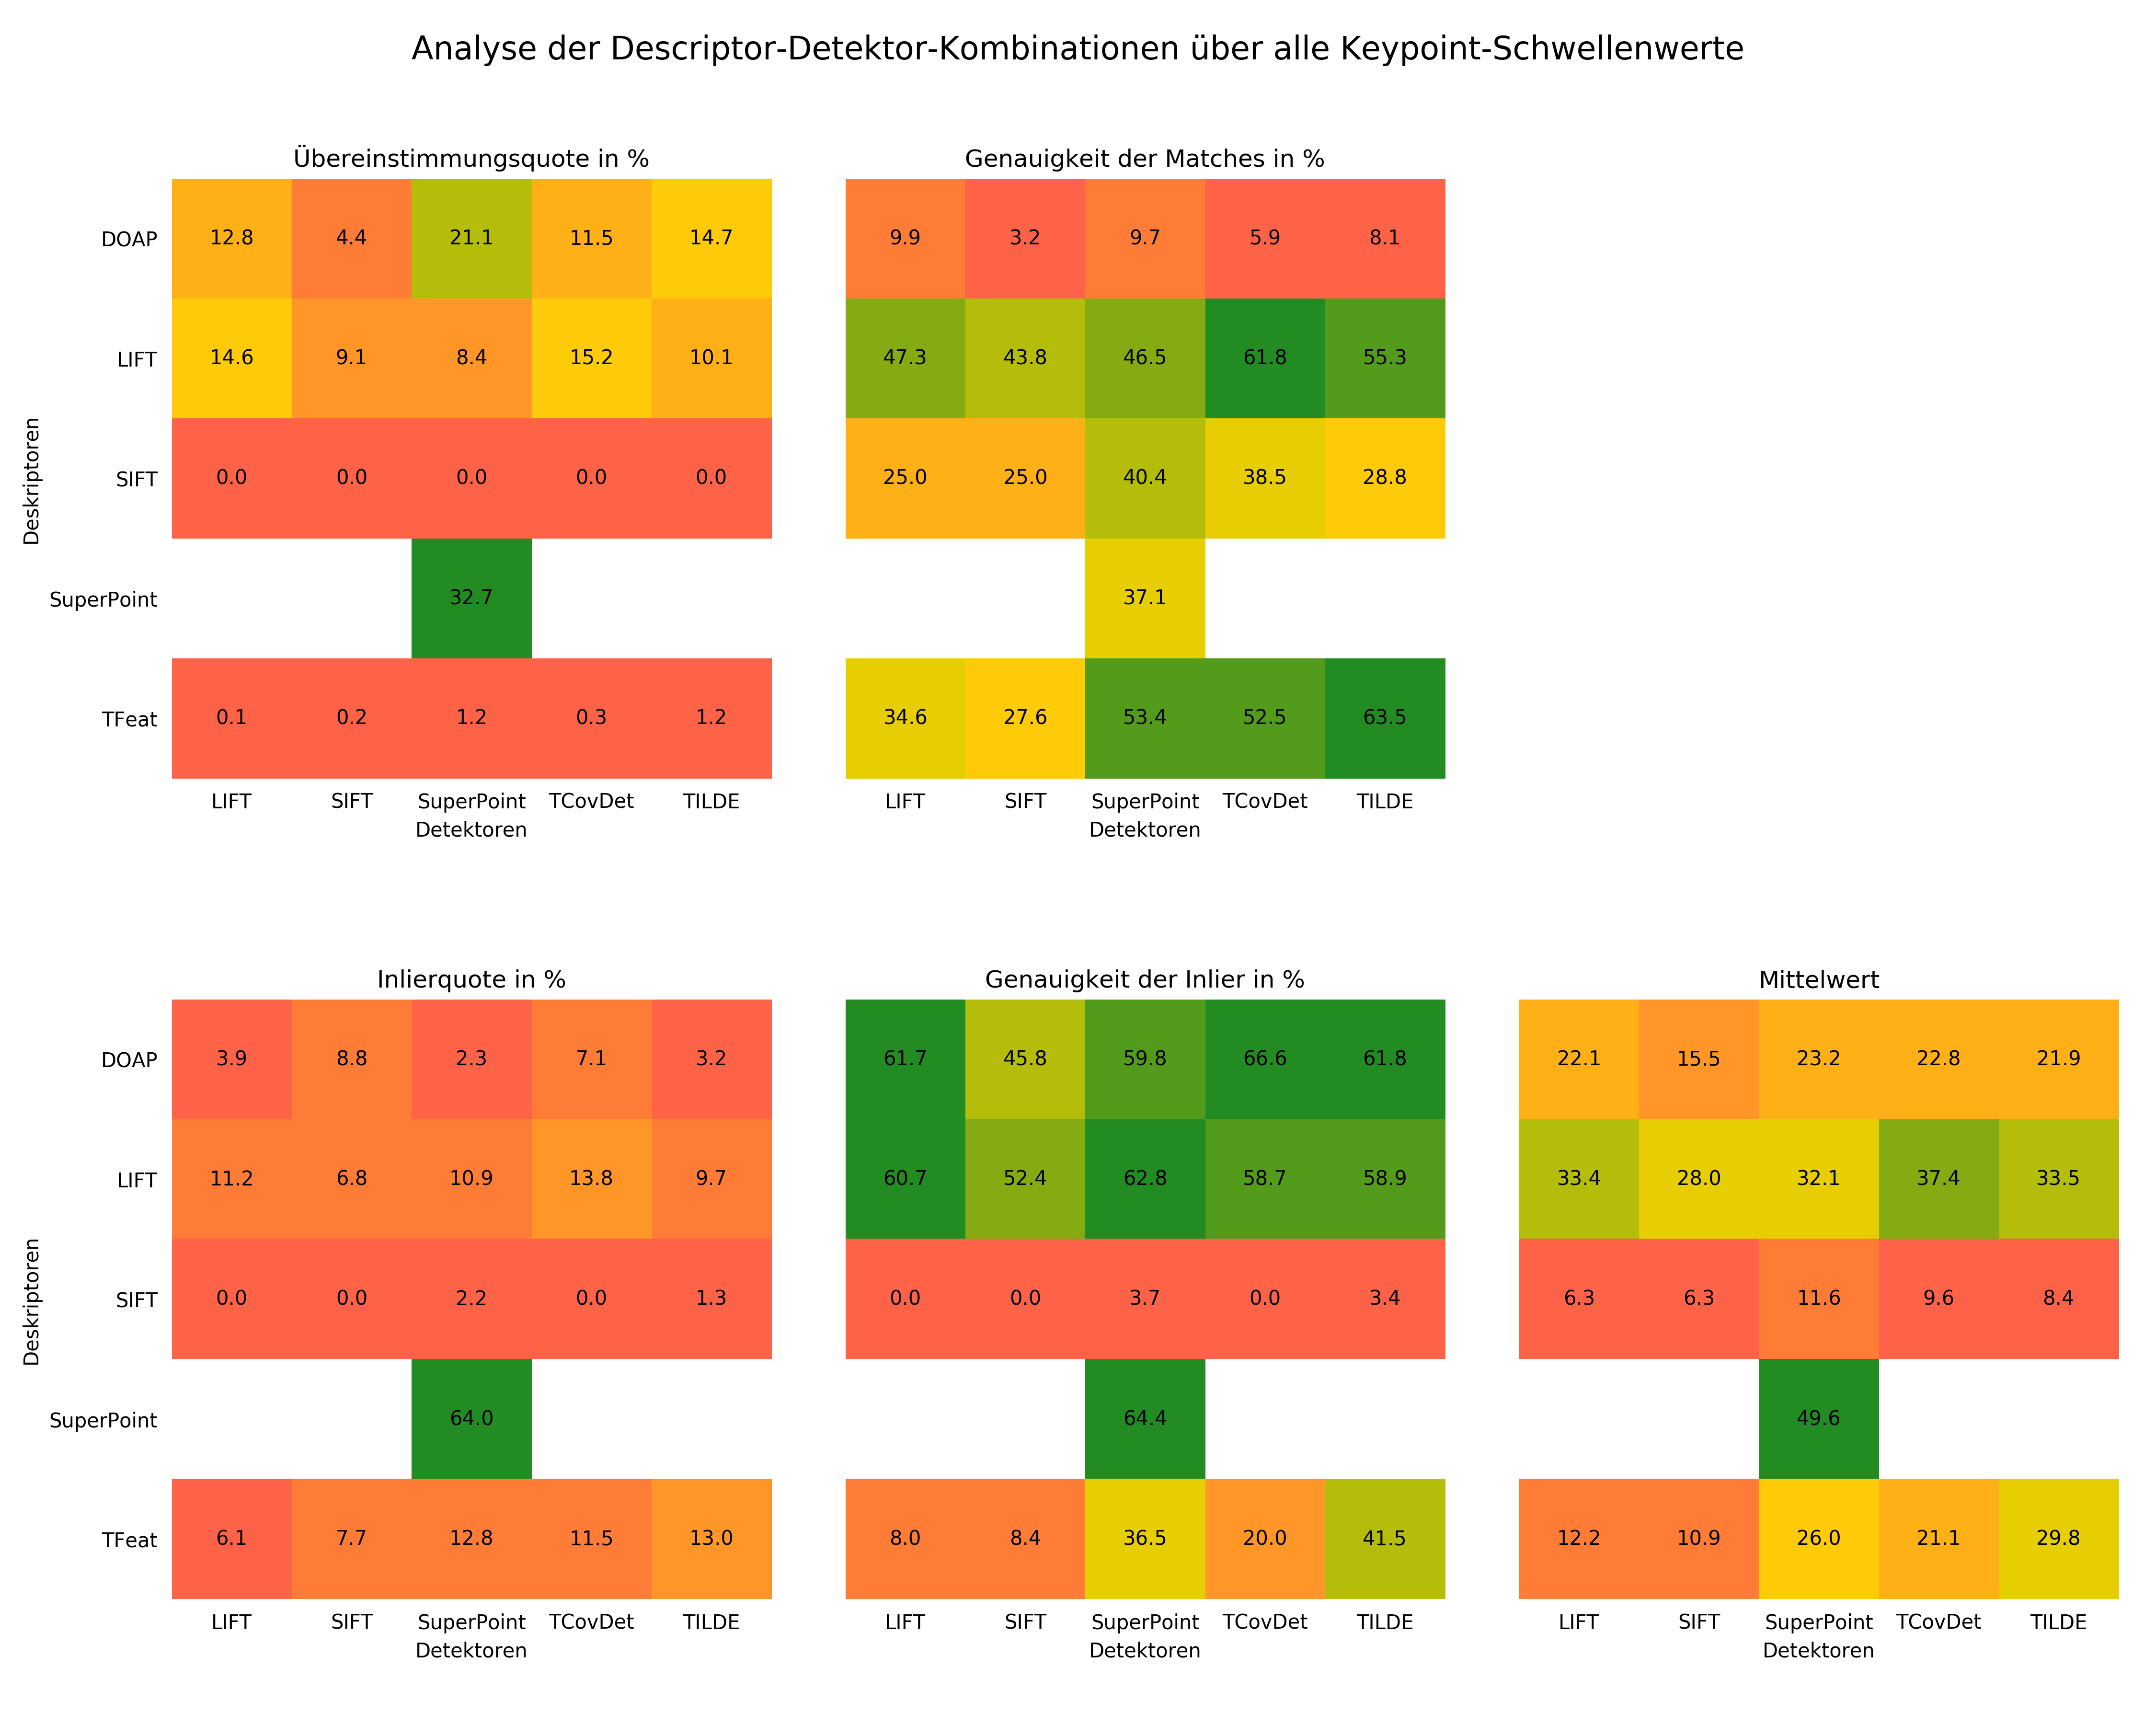 Analyse der Descriptor-Detektor-Kombinationen über alle Keypoint-Schwellenwerte
Übereinstimmungsquote in %
Deskriptoren
DOAP 12.8 4.4 21.1 11.5 14.7
LIFT 14.6 9.1 8.4 15.2 10.1
SIFT 0.0 0.0 0.0 0.0 0.0
SuperPoint 32.7
TFeat 0.1 0.2 1.2 0.3 1.2
LIFT SIFT SuperPoint TCovDet TILDE
Detektoren
Genauigkeit der Matches in %
9.9 3.2 9.7 5.9 8.1
47.3 43.8 46.5 61.8 55.3
25.0 25.0 40.4 38.5 28.8
37.1
34.6 27.6 53.4 52.5 63.5
LIFT SIFT SuperPoint TCovDet TILDE
Detektoren
Inlierquote in %
Deskriptoren
DOAP 3.9 8.8 2.3 7.1 3.2
LIFT 11.2 6.8 10.9 13.8 9.7
SIFT 0.0 0.0 2.2 0.0 1.3
SuperPoint 64.0
TFeat 6.1 7.7 12.8 11.5 13.0
LIFT SIFT SuperPoint TCovDet TILDE
Detektoren
Genauigkeit der Inlier in %
61.7 45.8 59.8 66.6 61.8
60.7 52.4 62.8 58.7 58.9
0.0 0.0 3.7 0.0 3.4
64.4
8.0 8.4 36.5 20.0 41.5
LIFT SIFT SuperPoint TCovDet TILDE
Detektoren
Mittelwert
22.1 15.5 23.2 22.8 21.9
33.4 28.0 32.1 37.4 33.5
6.3 6.3 11.6 9.6 8.4
49.6
12.2 10.9 26.0 21.1 29.8
LIFT SIFT SuperPoint TCovDet TILDE
Detektoren